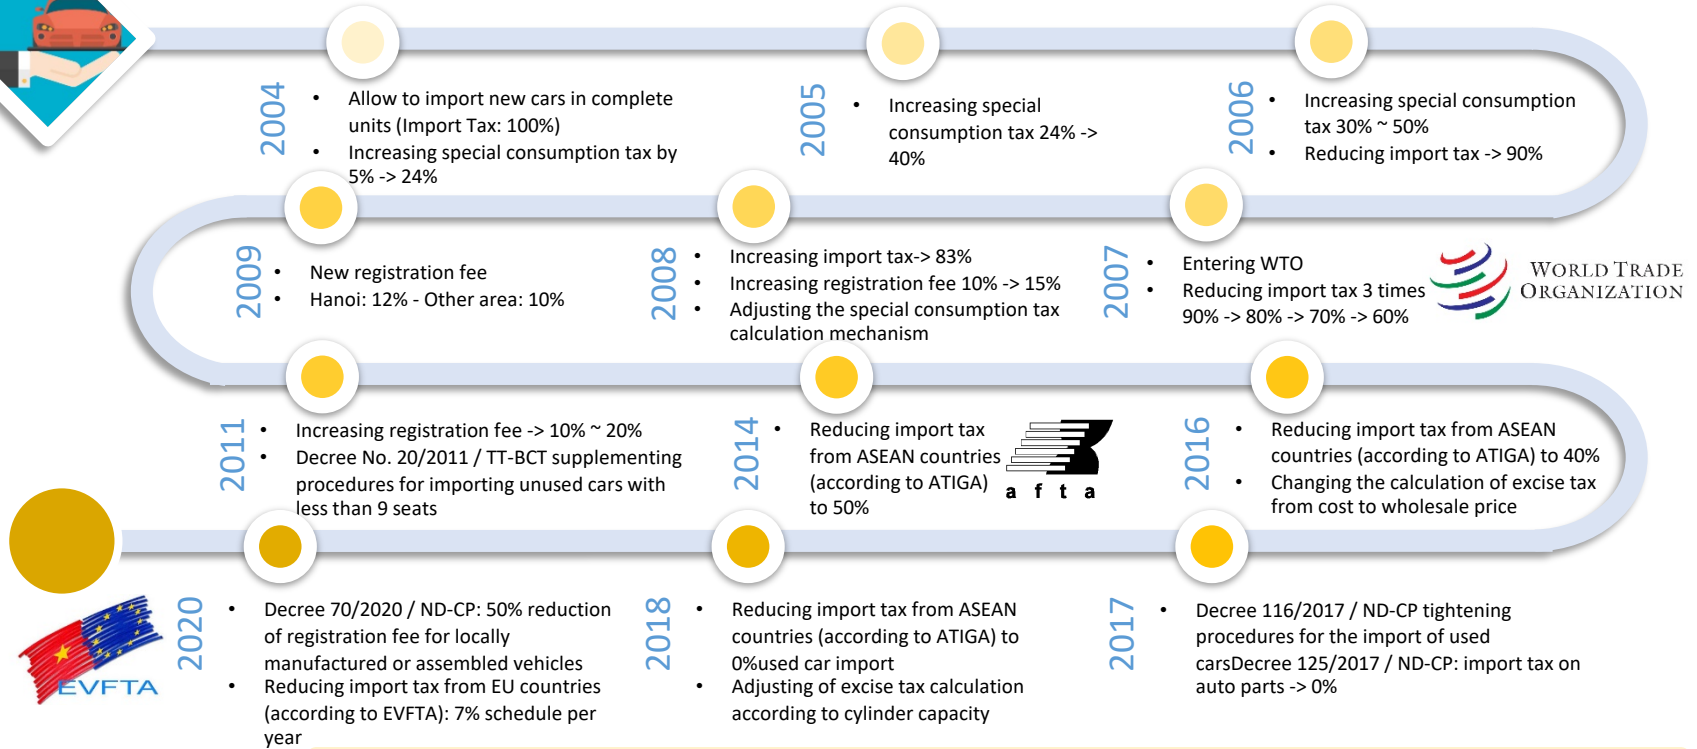 2004
• Allow to import new cars in complete
units (Import Tax: 100%)
• Increasing special consumption tax by
5% -> 24%
2005
• Increasing special
consumption tax 24% ->
40%
2006
• Increasing special consumption
tax 30% ~ 50%
• Reducing import tax -> 90%
2009
• New registration fee
• Hanoi: 12% - Other area: 10%
2008
• Increasing import tax-> 83%
• Increasing registration fee 10% -> 15%
• Adjusting the special consumption tax
calculation mechanism
2007
• Entering WTO
• Reducing import tax 3 times
90% -> 80% -> 70% -> 60%
WORLD TRADE
ORGANIZATION
2011
• Increasing registration fee -> 10% ~ 20%
• Decree No. 20/2011 / TT-BCT supplementing
procedures for importing unused cars with
less than 9 seats
2014
• Reducing import tax
from ASEAN countries
(according to ATIGA)
to 50%
a f t a
2016
• Reducing import tax from ASEAN
countries (according to ATIGA) to 40%
• Changing the calculation of excise tax
from cost to wholesale price
EVFTA
2020
• Decree 70/2020 / ND-CP: 50% reduction
of registration fee for locally
manufactured or assembled vehicles
• Reducing import tax from EU countries
(according to EVFTA): 7% schedule per
year
2018
• Reducing import tax from ASEAN
countries (according to ATIGA) to
0%used car import
• Adjusting of excise tax calculation
according to cylinder capacity
2017
• Decree 116/2017 / ND-CP tightening
procedures for the import of used
carsDecree 125/2017 / ND-CP: import tax on
auto parts -> 0%